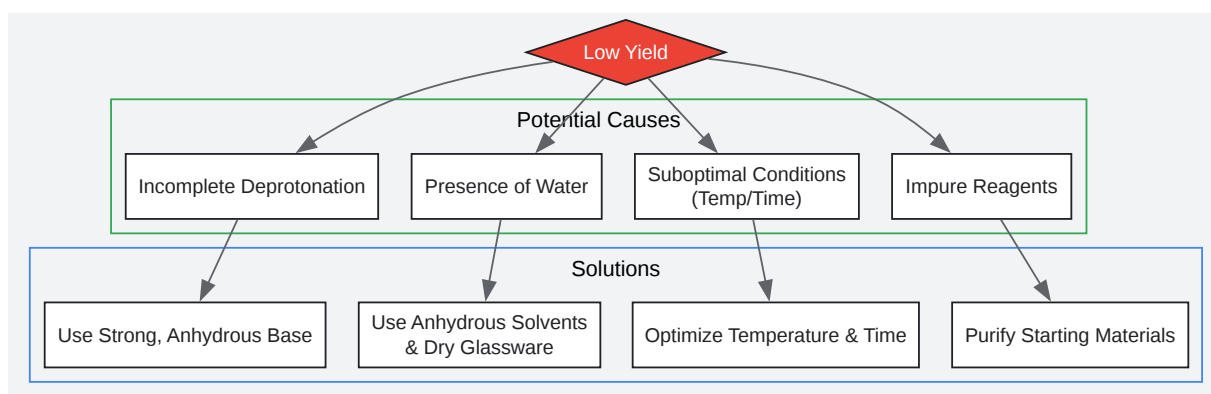 Low Yield
Potential Causes
Incomplete Deprotonation
Presence of Water
Suboptimal Conditions
(Temp/Time)
Impure Reagents
Solutions
Use Strong, Anhydrous Base
Use Anhydrous Solvents
& Dry Glassware
Optimize Temperature & Time
Purify Starting Materials